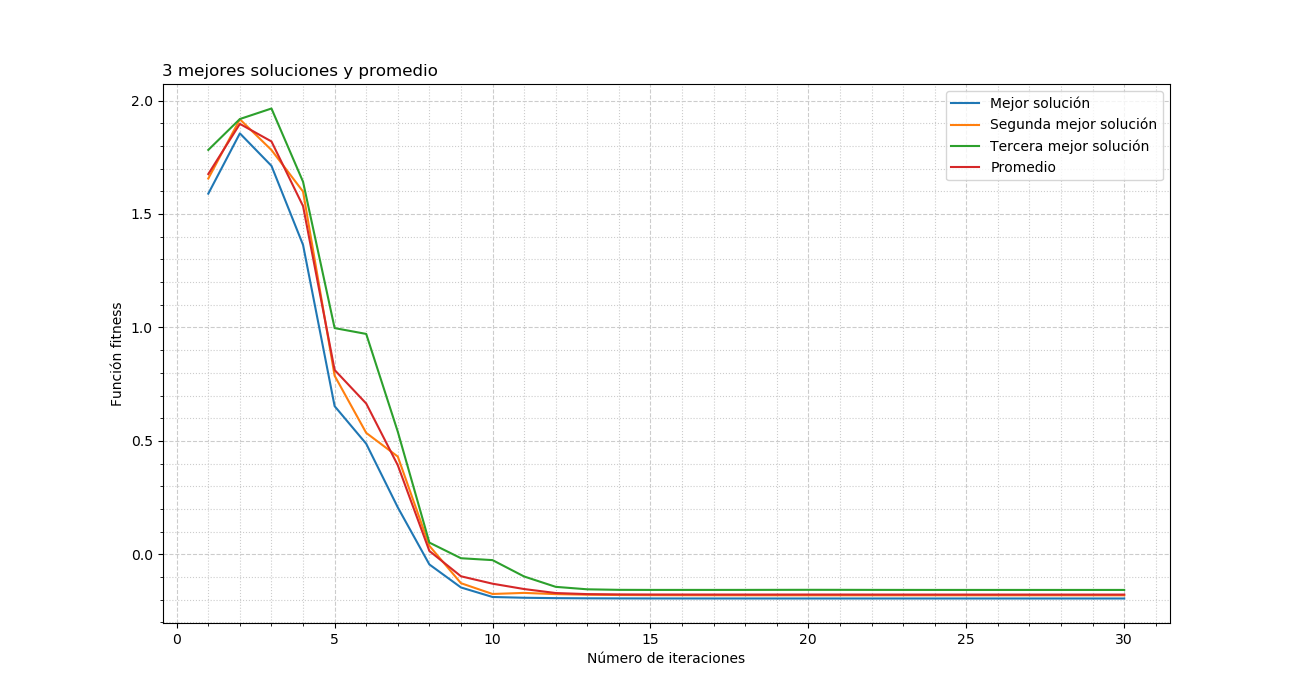 3 mejores soluciones y promedio
Mejor solución
Segunda mejor solución
Tercera mejor solución
Promedio
Función fitness
2.0
1.5
1.0
0.5
0.0
0 5 10 15 20 25 30
Número de iteraciones